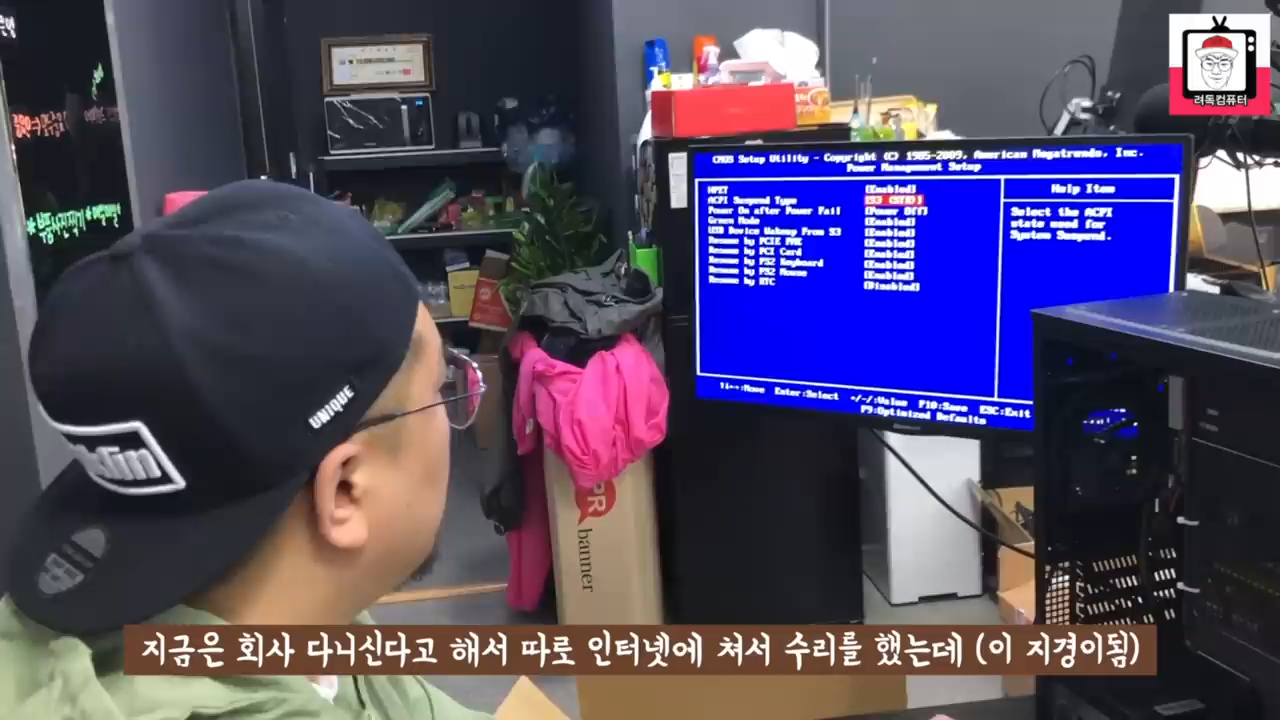 려독컴퓨터
CMOS Setup Utility - Copyright (C) 1985-2009, American Megatrends, Inc.
Power Management Setup
HPET [Enabled]
ACPI Suspend Type [S3 (STR)]
Power On after Power Fail [Power Off]
Green Mode [Enabled]
USB Device Wakeup From S3 [Enabled]
Resume by PCIE PME [Enabled]
Resume by PCI Card [Enabled]
Resume by PS2 Keyboard [Enabled]
Resume by PS2 Mouse [Enabled]
Resume by RTC [Disabled]
Help Item
Select the ACPI
state used for
System Suspend.
Enter:Select +/-/:Value F10:Save ESC:Exit
F9:Optimized Defaults
UNIQUE
PR
banner
지금은 회사 다니신다고 해서 따로 인터넷에 쳐서 수리를 했는데 (이 지경이됨)